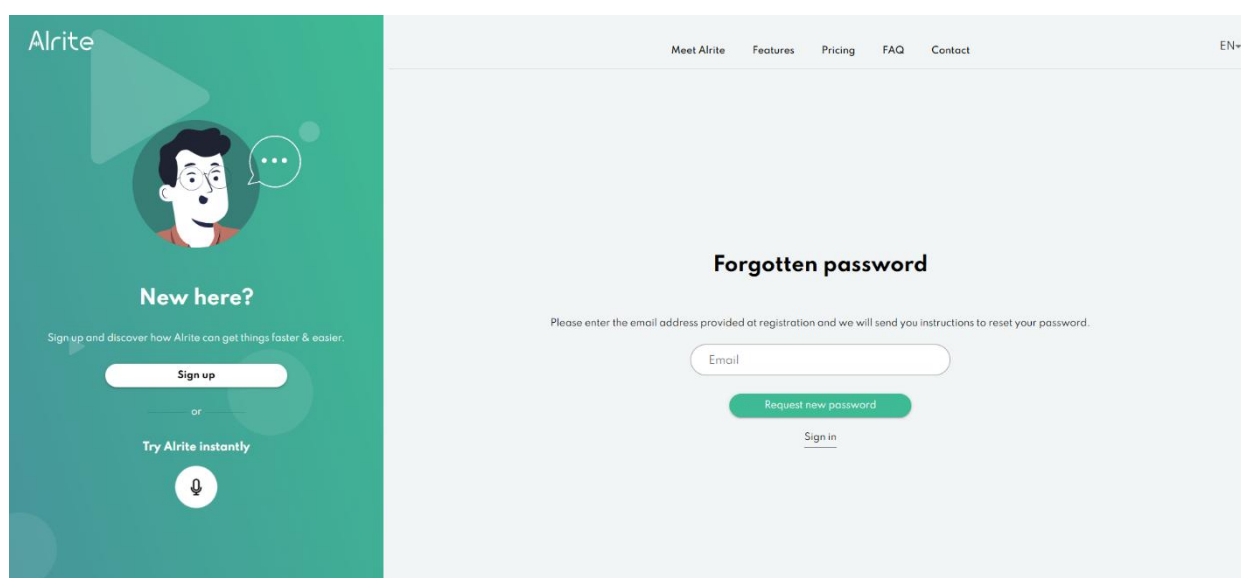 Alrite
Meet Alrite Features Pricing FAQ Contact
EN
New here?
Sign up and discover how Alrite can get things faster & easier.
Sign up
or
Try Alrite instantly
Forgotten password
Please enter the email address provided at registration and we will send you instructions to reset your password.
Email
Request new password
Sign in